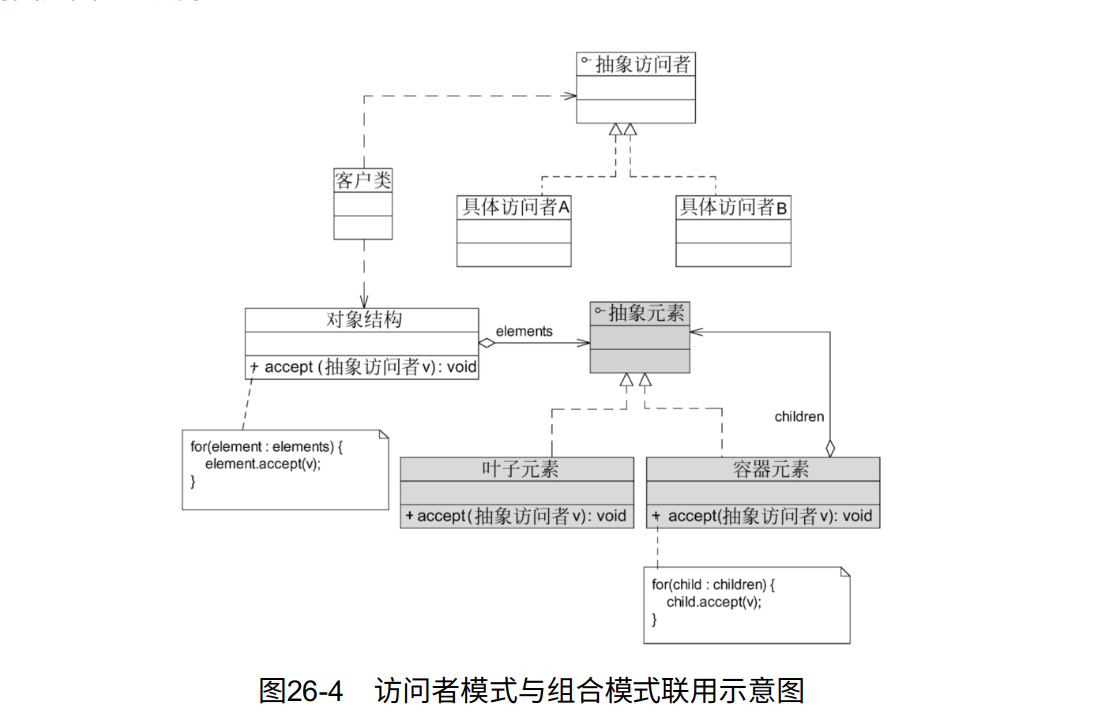 抽象访问者
客户类
具体访问者A
具体访问者B
对象结构
+ accept (抽象访问者v): void
elements
抽象元素
children
for(element : elements) {
element.accept(v);
}
叶子元素
+accept(抽象访问者v): void
容器元素
+ accept(抽象访问者v): void
for(child : children) {
child.accept(v);
}
图26-4 访问者模式与组合模式联用示意图